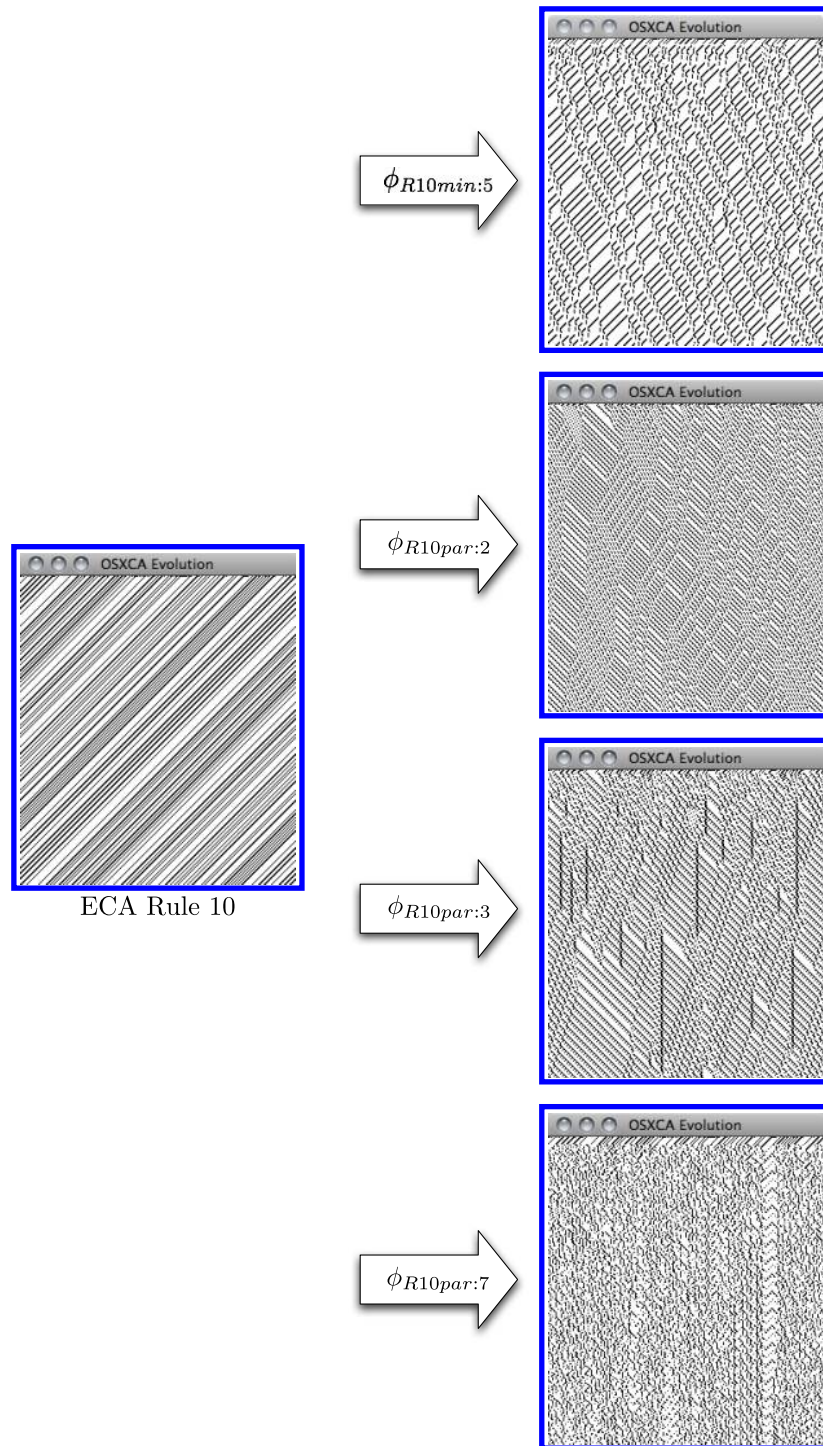 OSXCA Evolution
ϕR10min:5
OSXCA Evolution
ϕR10par:2
OSXCA Evolution
ECA Rule 10
OSXCA Evolution
ϕR10par:3
OSXCA Evolution
ϕR10par:7